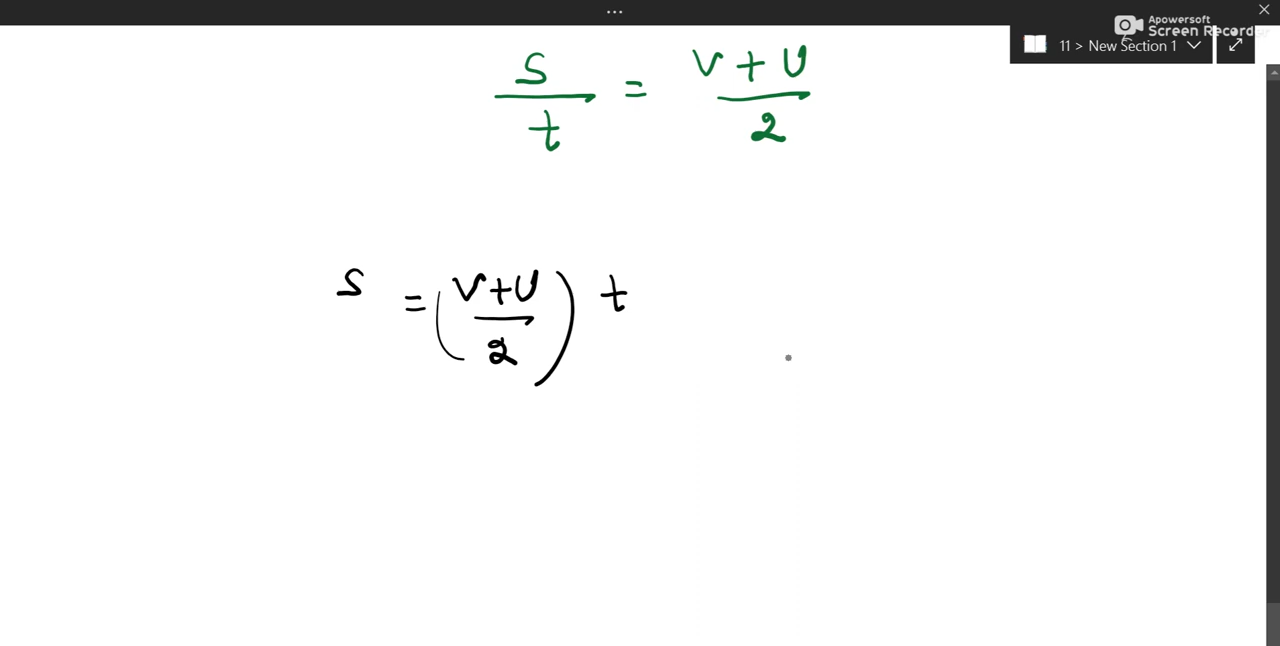 ...
Apowersoft
Screen Recorder
11 > New Section 1
s/t = v+u/2
s = (v+u/2) t